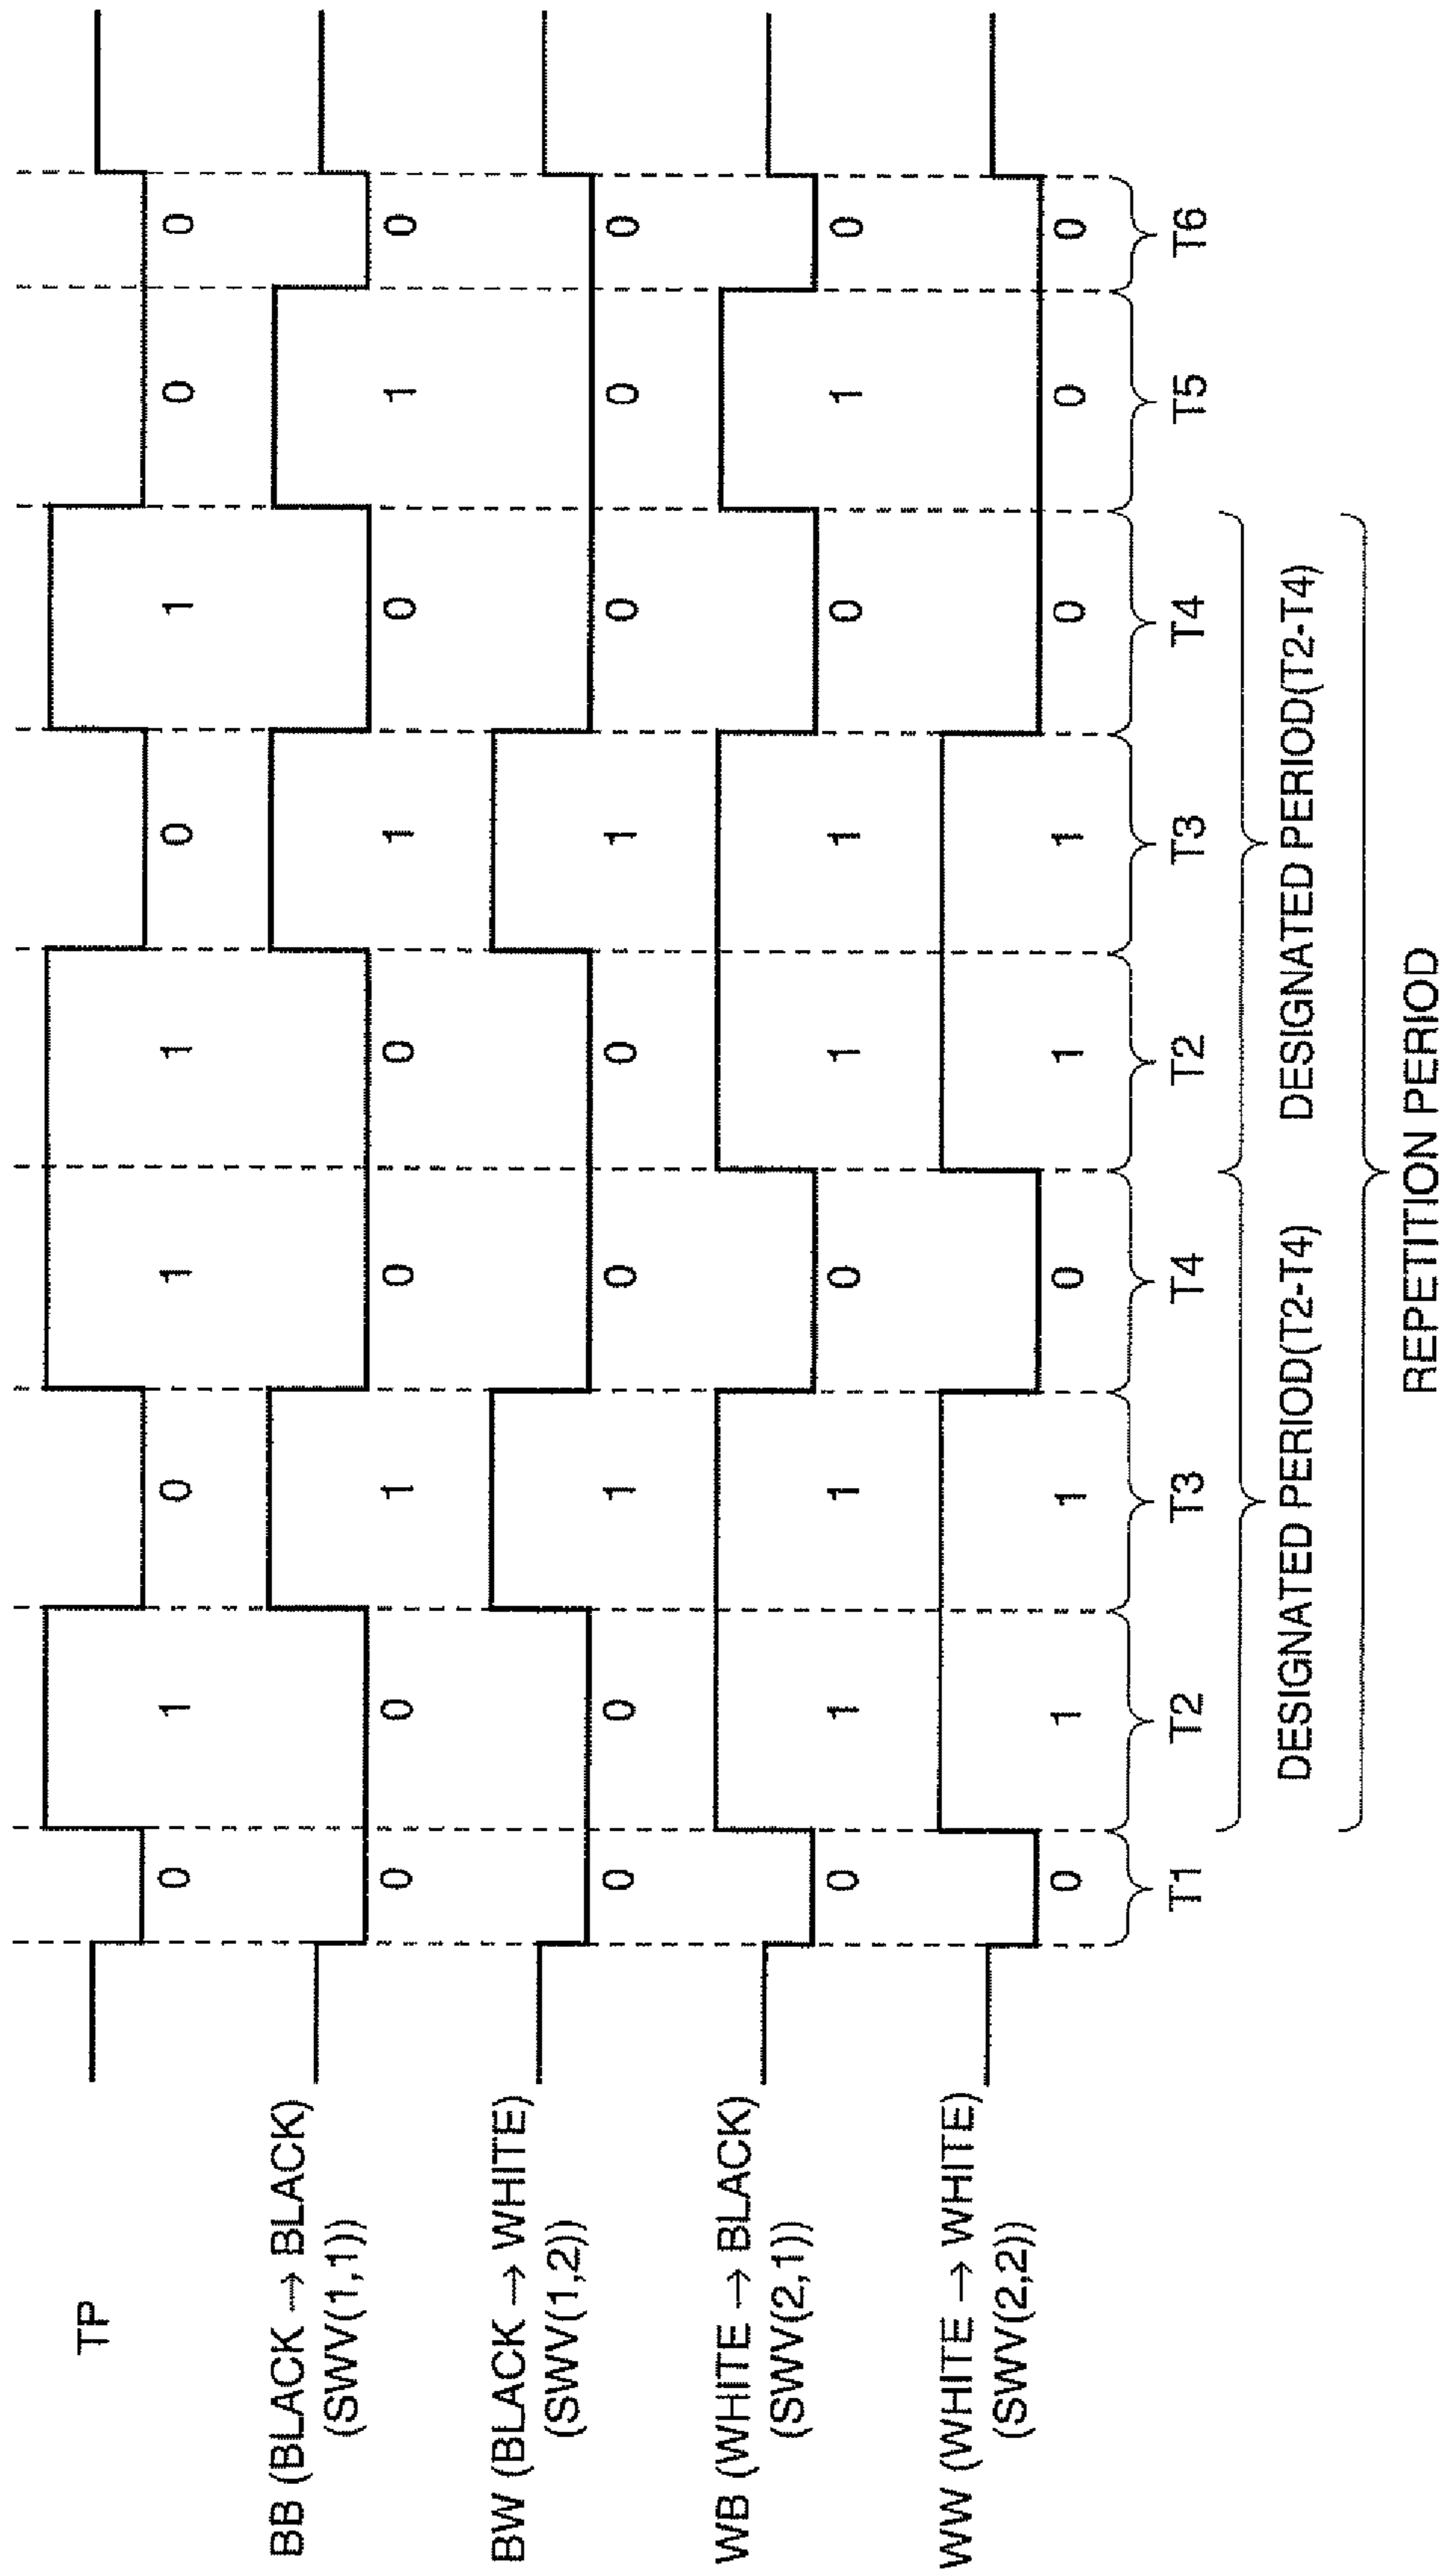 TP
0 1 0 1 1 0 1 0 0
BB (BLACK → BLACK)
(SWV(1,1))
0 0 1 0 0 1 0 1 0
BW (BLACK → WHITE)
(SWV(1,2))
0 0 1 0 0 1 0 0 0
WB (WHITE → BLACK)
(SWV(2,1))
0 1 1 0 1 1 0 1 0
WW (WHITE → WHITE)
(SWV(2,2))
0 1 1 0 1 1 0 0 0
T1 T2 T3 T4 T2 T3 T4 T5 T6
DESIGNATED PERIOD(T2-T4) DESIGNATED PERIOD(T2-T4)
REPETITION PERIOD